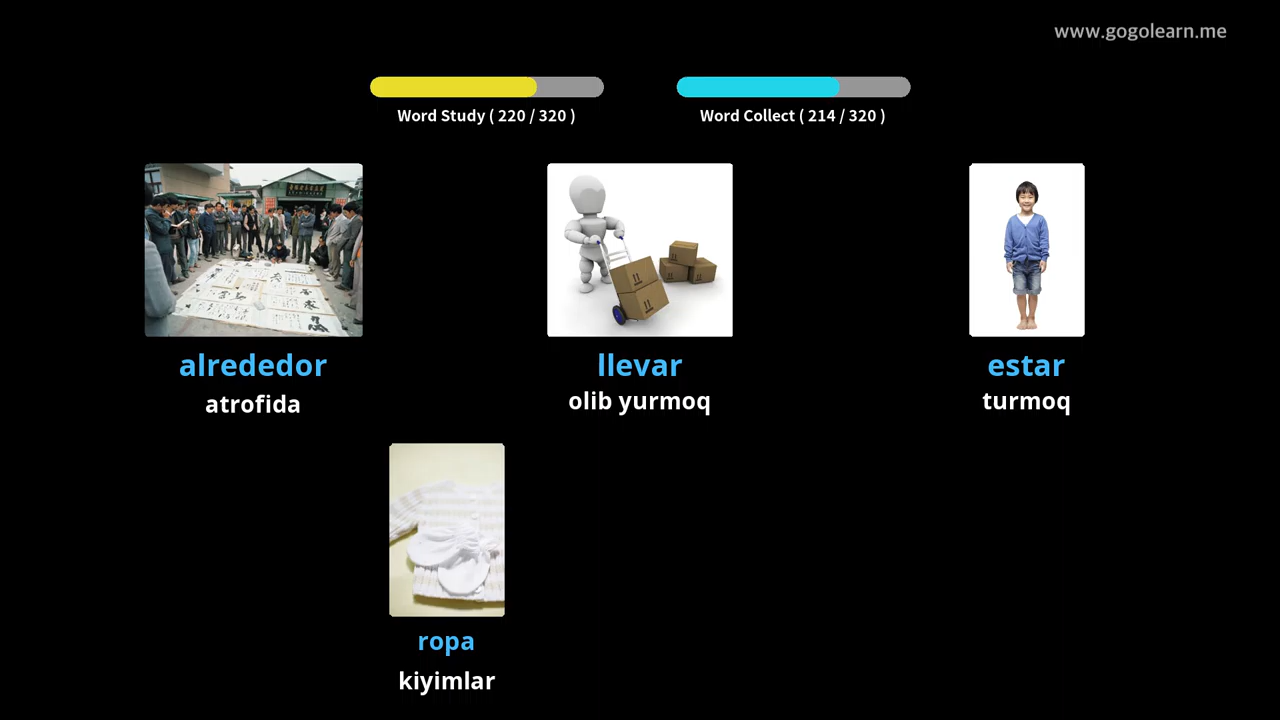 www.gogolearn.me
Word Study ( 220 / 320 )
Word Collect ( 214 / 320 )
alrededor
atrofida
llevar
olib yurmoq
estar
turmoq
ropa
kiyimlar